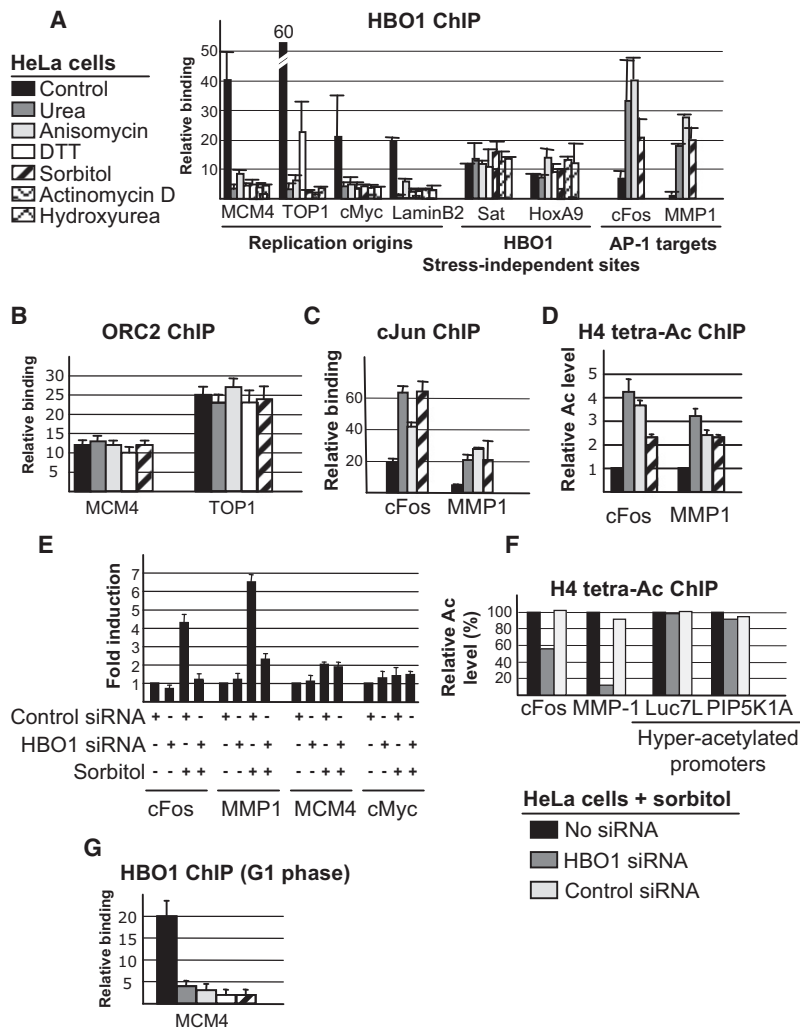 A
HBO1 ChIP
60
HeLa cells
Control
Urea
Anisomycin
DTT
Sorbitol
Actinomycin D
Hydroxyurea
Relative binding
50
40
30
20
10
MCM4 TOP1 cMyc LaminB2 Sat HoxA9 cFos MMP1
Replication origins
HBO1
Stress-independent sites
AP-1 targets
B
ORC2 ChIP
Relative binding
30
25
20
15
10
5
MCM4 TOP1
C
cJun ChIP
Relative binding
60
40
20
cFos MMP1
D
H4 tetra-Ac ChIP
Relative Ac level
5
4
3
2
1
cFos MMP1
E
Fold induction
7
6
5
4
3
2
1
Control siRNA + - - - + - - - + - - - + - - -
HBO1 siRNA - + - + - + - + - + - + - + - +
Sorbitol - - + + - - + + - - + + - - + +
cFos MMP1 MCM4 cMyc
F
H4 tetra-Ac ChIP
Relative Ac
level (%)
100
80
60
40
20
cFos MMP-1 Luc7L PIP5K1A
Hyper-acetylated
promoters
HeLa cells + sorbitol
No siRNA
HBO1 siRNA
Control siRNA
G
HBO1 ChIP (G1 phase)
Relative binding
20
15
10
5
MCM4